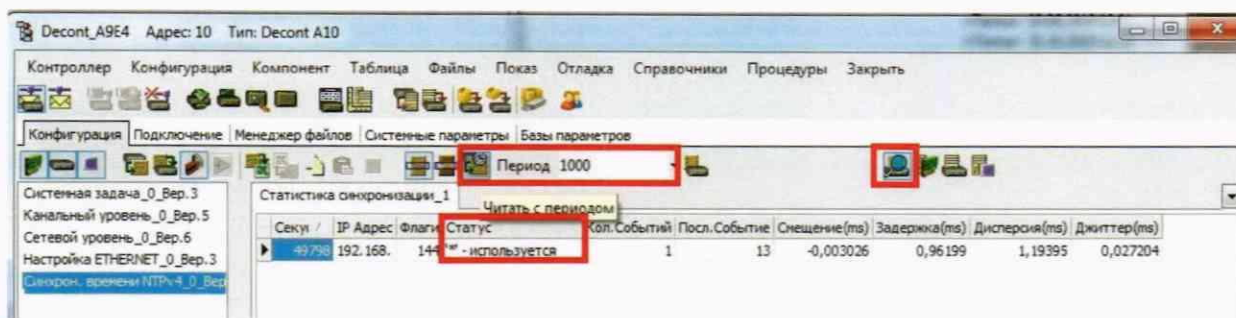 Decont_A9E4 Адрес: 10 Тип: Decont A10
Контроллер Конфигурация Компонент Таблица Файлы Показ Отладка Справочники Процедуры Закрыть
Конфигурация Подключение Менеджер файлов Системные параметры Базы параметров
Период 1000
Системная задача_0_Вер.3
Канальный уровень_0_Вер.5
Сетевой уровень_0_Вер.6
Настройка ETHERNET_0_Вер.3
Синхрон. времени NTPv4_0_Вер
Статистика синхронизации_1
Читать с периодом
Секу / IP Адрес Флаги Статус Кол.Событий Посл.Событие Смещение(ms) Задержка(ms) Дисперсия(ms) Джиттер(ms)
49798 192.168. 144 "*" - используется 1 13 -0,003026 0,96199 1,19395 0,027204